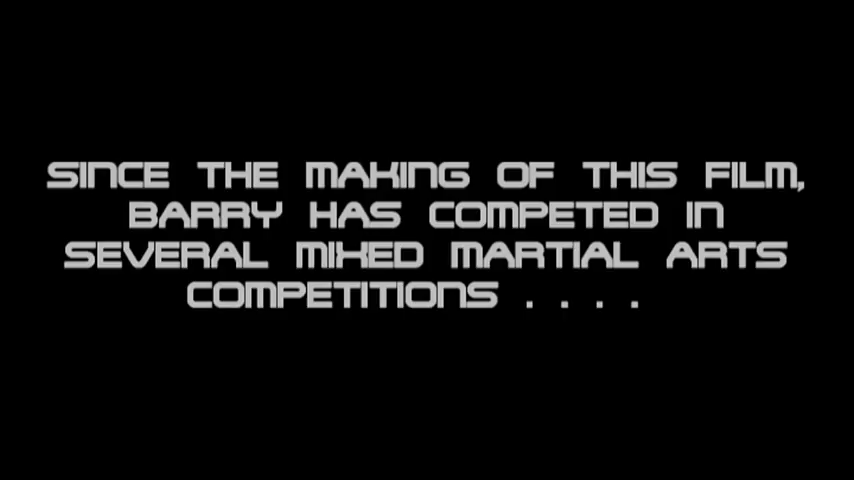 SINCE THE MAKING OF THIS FILM,
BARRY HAS COMPETED IN
SEVERAL MIXED MARTIAL ARTS
COMPETITIONS . . . .